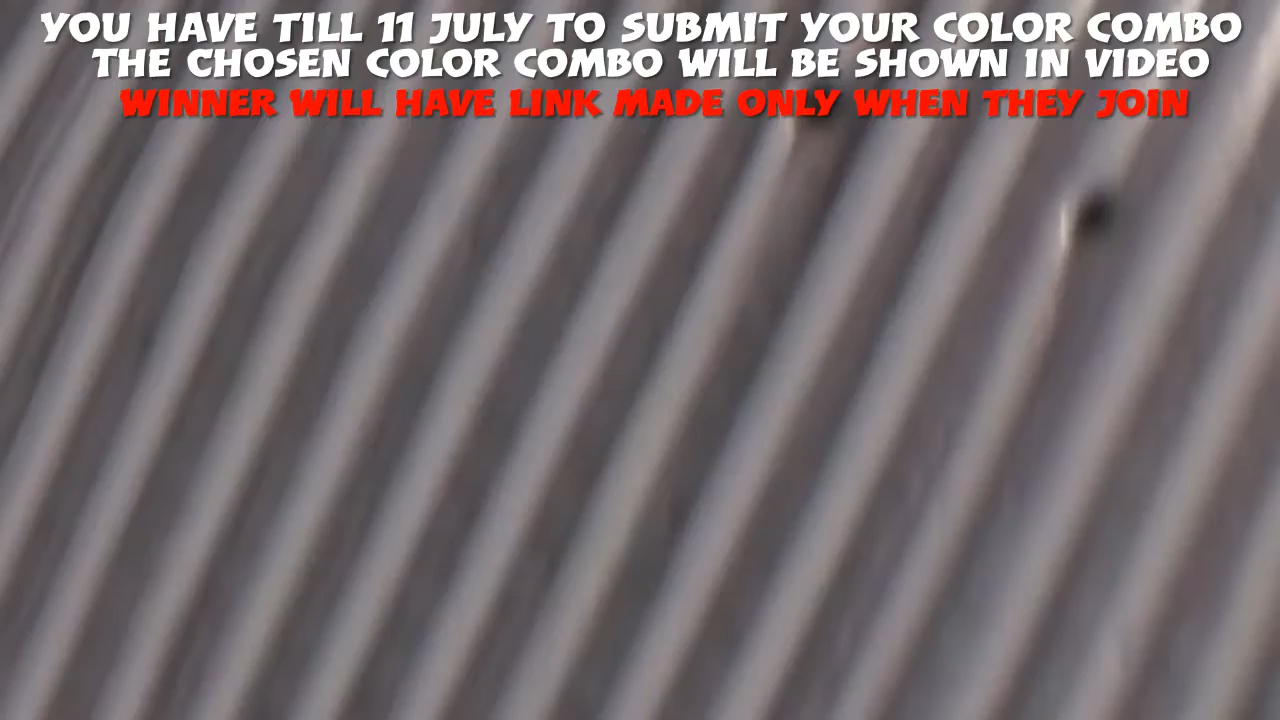 YOU HAVE TILL 11 JULY TO SUBMIT YOUR COLOR COMBO
THE CHOSEN COLOR COMBO WILL BE SHOWN IN VIDEO
WINNER WILL HAVE LINK MADE ONLY WHEN THEY JOIN